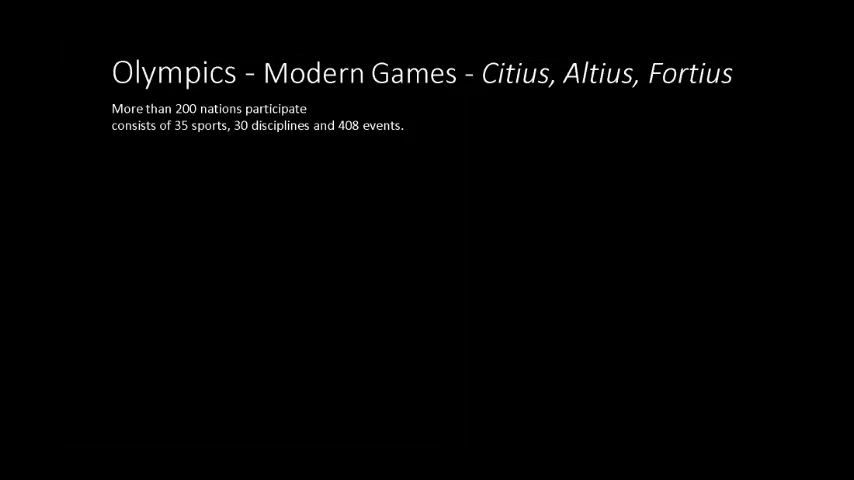 Olympics - Modern Games - Citius, Altius, Fortius
More than 200 nations participate
consists of 35 sports, 30 disciplines and 408 events.